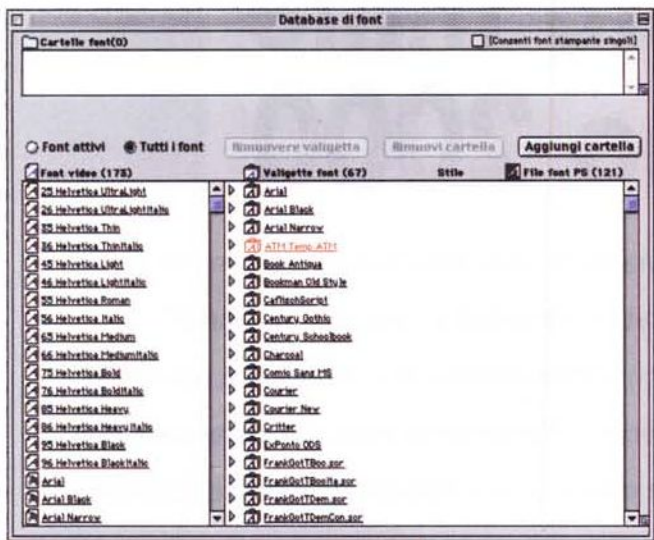 Database di font
Cartelle font(0)
[Consenti font stampante singoli]
Font attivi
Tutti i font
Rimuovere valigetta
Rimuovi cartella
Aggiungi cartella
Font video (173)
Valigette font (67)
Stile
File font PS (121)
25 Helvetica UltraLight
26 Helvetica UltraLightItalic
35 Helvetica Thin
36 Helvetica ThinItalic
45 Helvetica Light
46 Helvetica LightItalic
55 Helvetica Roman
56 Helvetica Italic
65 Helvetica Medium
66 Helvetica MediumItalic
75 Helvetica Bold
76 Helvetica BoldItalic
85 Helvetica Heavy
86 Helvetica HeavyItalic
95 Helvetica Black
96 Helvetica BlackItalic
Arial
Arial Black
Arial Narrow
Arial
Arial Black
Arial Narrow
ATM Temp.ATM
Book Antiqua
Bookman Old Style
CaflischScript
Century Gothic
Century Schoolbook
Charcoal
Comic Sans MS
Courier
Courier New
Critter
ExPonto ODS
FrankGotTBoo.scr
FrankGotTBooIta.scr
FrankGotTDem.scr
FrankGotTDemCon.scr